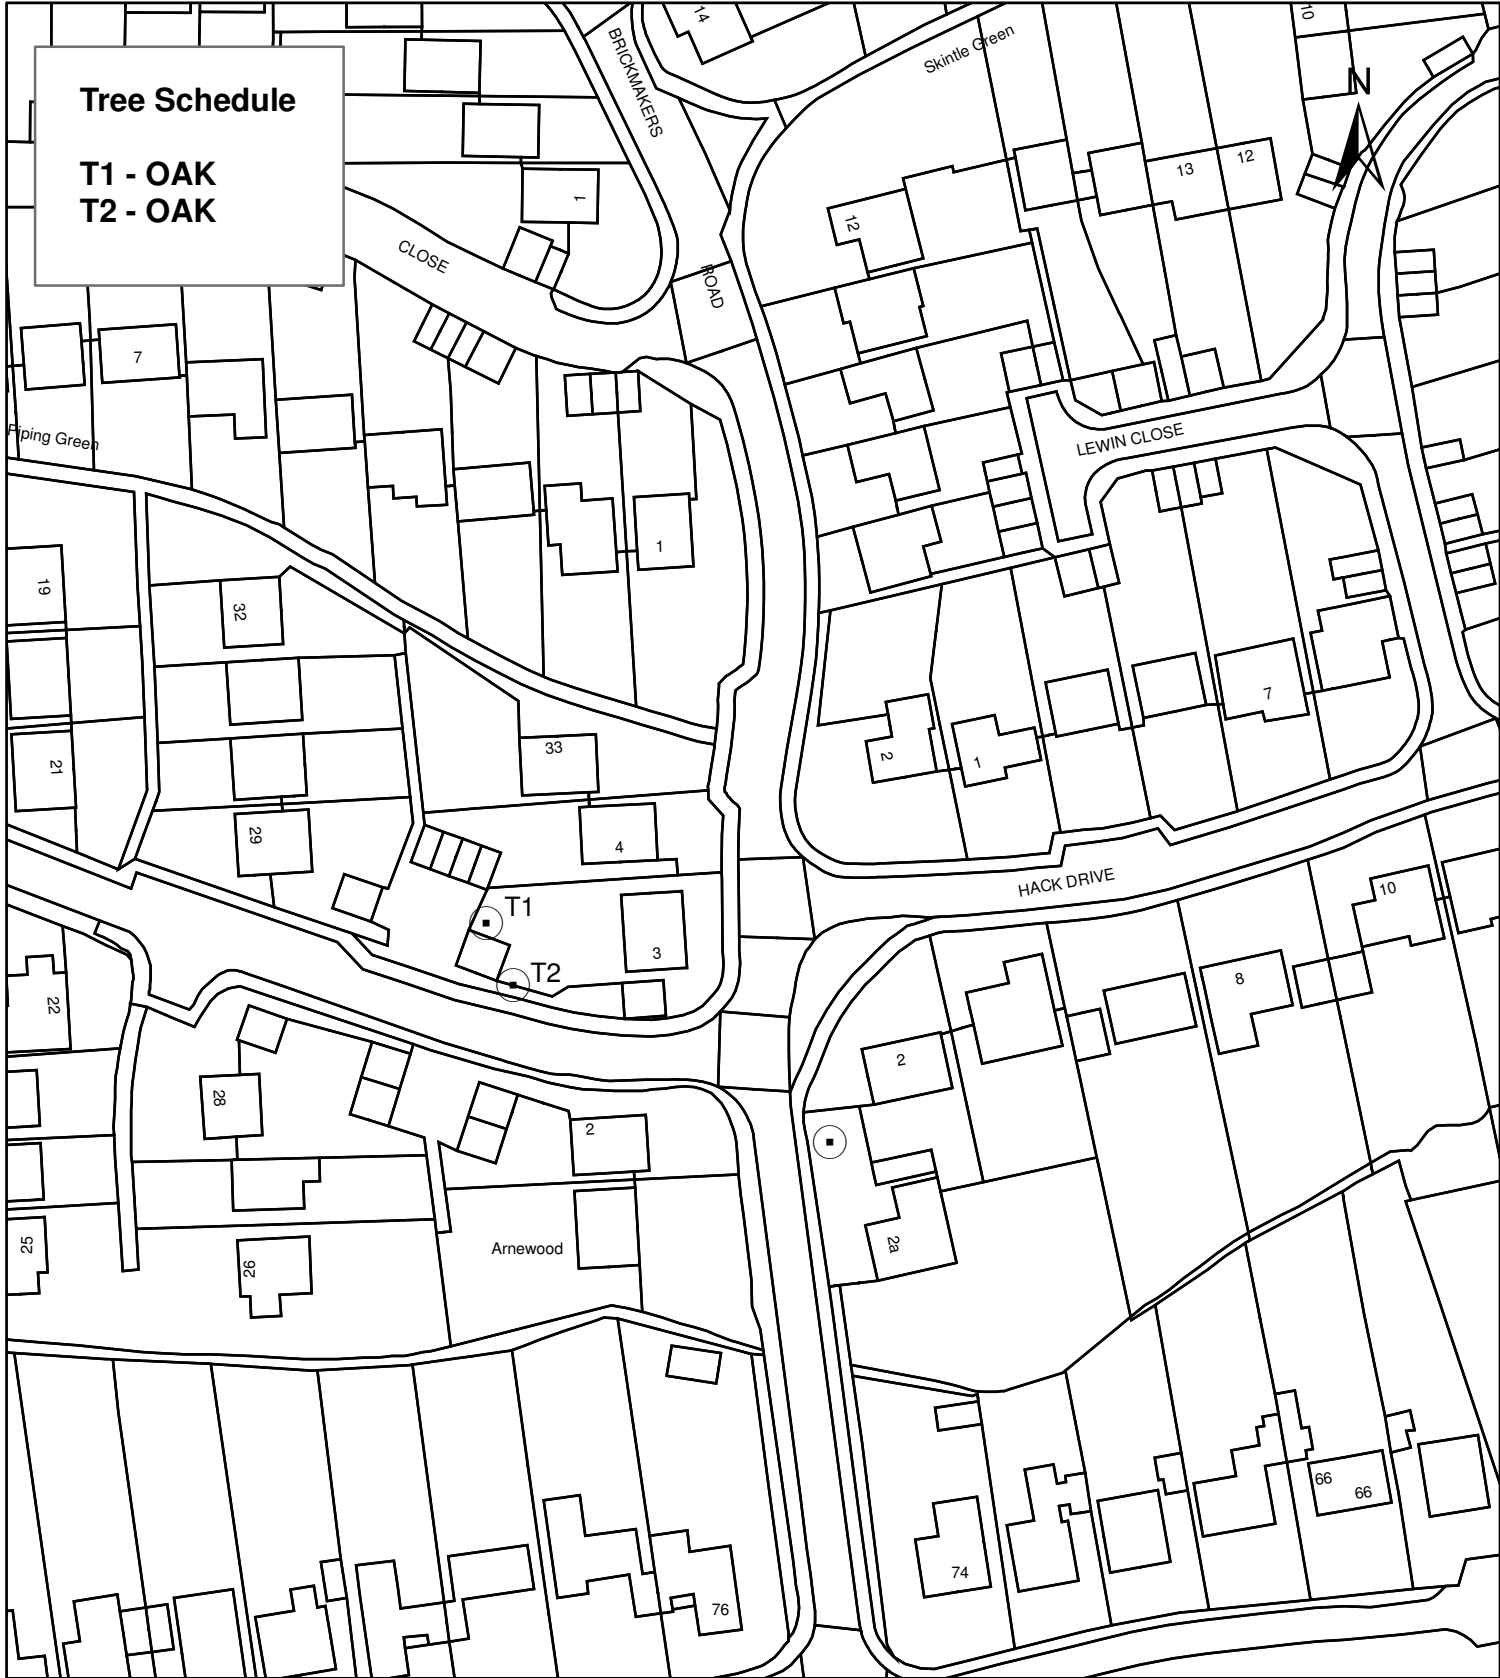 14
10
Skintle Green
BRICKMAKERS
N
Tree Schedule
T1 - OAK
T2 - OAK
12
13
1
12
CLOSE
ROAD
7
Piping Green
LEWIN CLOSE
1
19
32
7
33
2
1
21
29
4
HACK DRIVE
10
T1
3
T2
8
22
2
28
2
25
26
Arnewood
2a
66
66
74
76